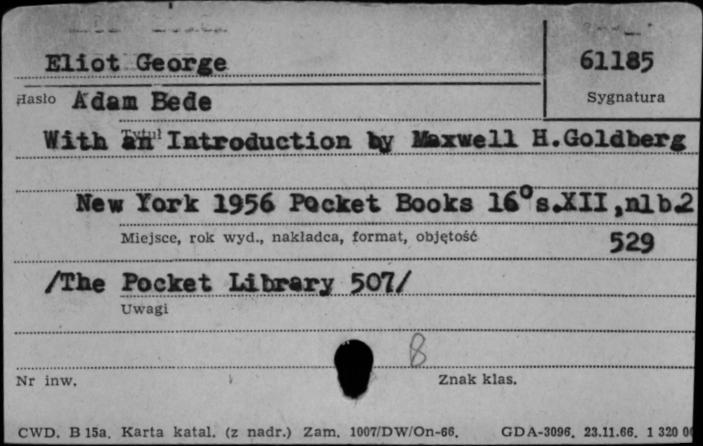 Eliot George
61185
Hasło Adam Bede
Sygnatura
Tytuł
With an Introduction by Maxwell H.Goldberg
New York 1956 Pocket Books 16°s.XII,nlb.2
Miejsce, rok wyd., nakładca, format, objętość
529
/The Pocket Library 507/
Uwagi
8
Nr inw.
Znak klas.
CWD. B 15a. Karta katal. (z nadr.) Zam. 1007/DW/On-66. GDA-3096. 23.11.66. 1 320 00